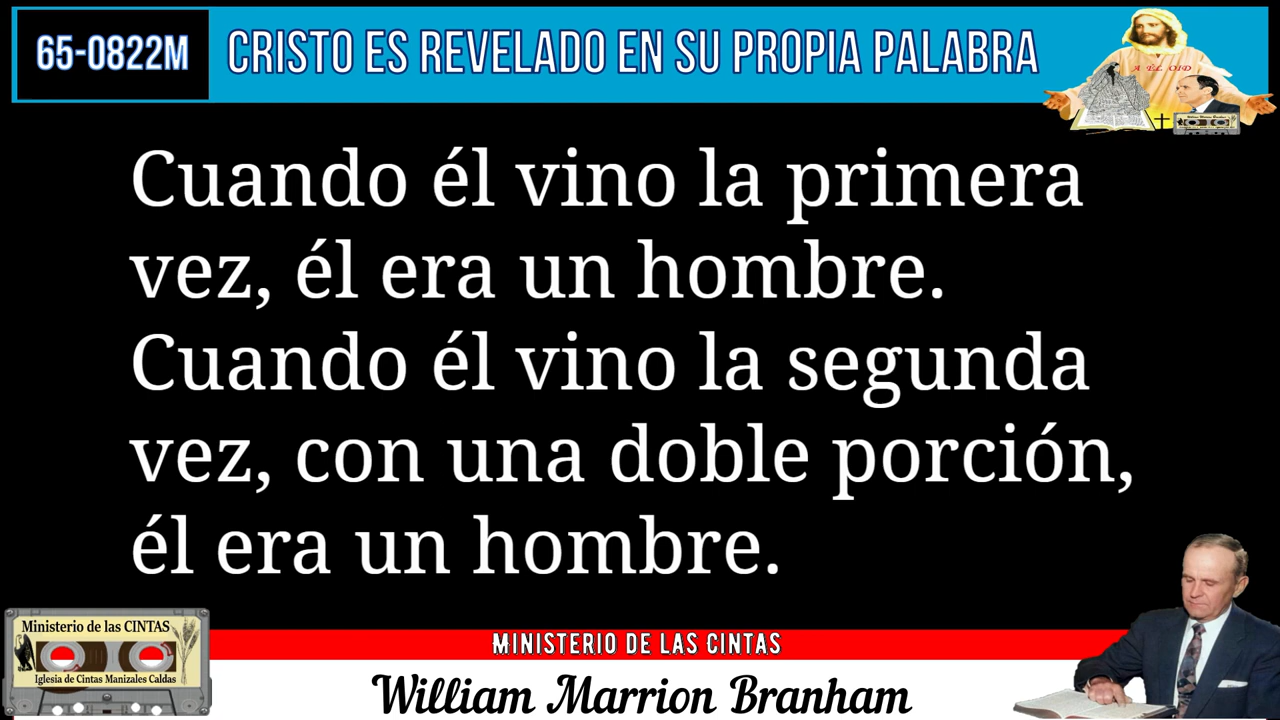 65-0822M
CRISTO ES REVELADO EN SU PROPIA PALABRA
A ÉL OID
Cuando él vino la primera
vez, él era un hombre.
Cuando él vino la segunda
vez, con una doble porción,
él era un hombre.
Ministerio de las CINTAS
Iglesia de Cintas Manizales Caldas
MINISTERIO DE LAS CINTAS
William Marrion Branham